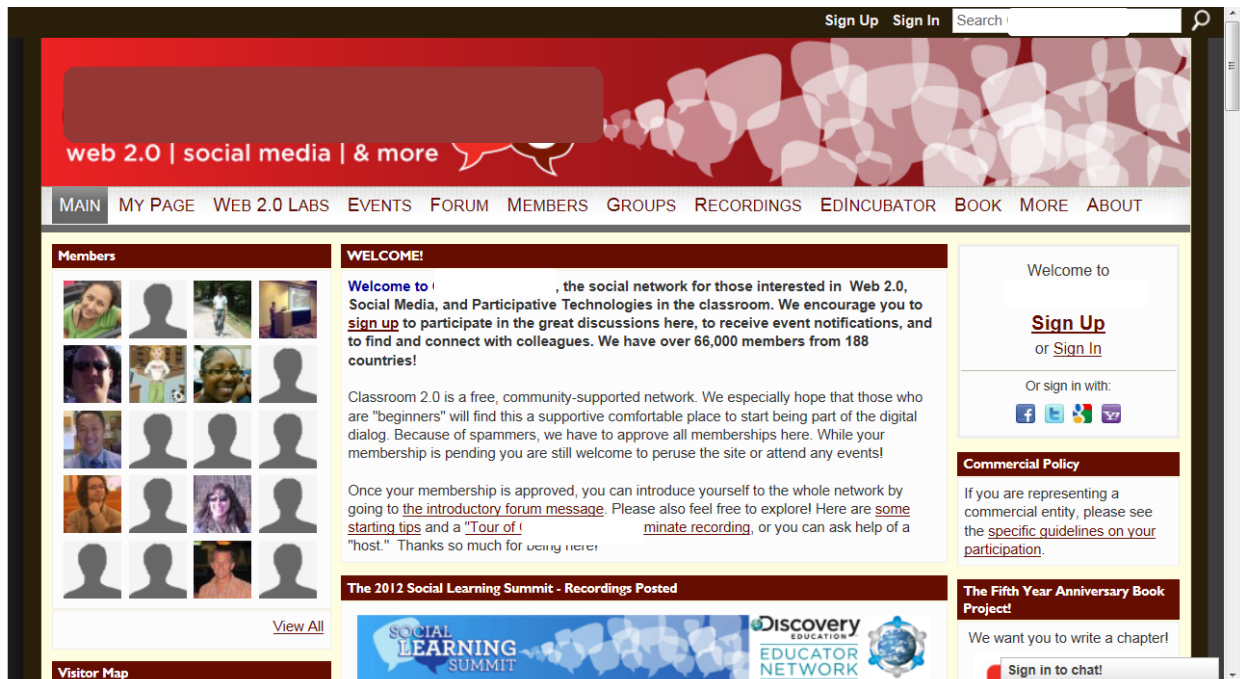 Sign Up Sign In Search
web 2.0 | social media | & more
MAIN MY PAGE WEB 2.0 LABS EVENTS FORUM MEMBERS GROUPS RECORDINGS EDINCUBATOR BOOK MORE ABOUT
Members
View All
Visitor Map
WELCOME!
Welcome to , the social network for those interested in Web 2.0,
Social Media, and Participative Technologies in the classroom. We encourage you to
sign up to participate in the great discussions here, to receive event notifications, and
to find and connect with colleagues. We have over 66,000 members from 188
countries!
Classroom 2.0 is a free, community-supported network. We especially hope that those who
are "beginners" will find this a supportive comfortable place to start being part of the digital
dialog. Because of spammers, we have to approve all memberships here. While your
membership is pending you are still welcome to peruse the site or attend any events!
Once your membership is approved, you can introduce yourself to the whole network by
going to the introductory forum message. Please also feel free to explore! Here are some
starting tips and a "Tour of minate recording, or you can ask help of a
"host." Thanks so much for being here!
The 2012 Social Learning Summit - Recordings Posted
SOCIAL
LEARNING
SUMMIT
Discovery
EDUCATION
EDUCATOR
NETWORK
Welcome to
Sign Up
or Sign In
Or sign in with:
Commercial Policy
If you are representing a
commercial entity, please see
the specific guidelines on your
participation.
The Fifth Year Anniversary Book
Project!
We want you to write a chapter!
Sign in to chat!